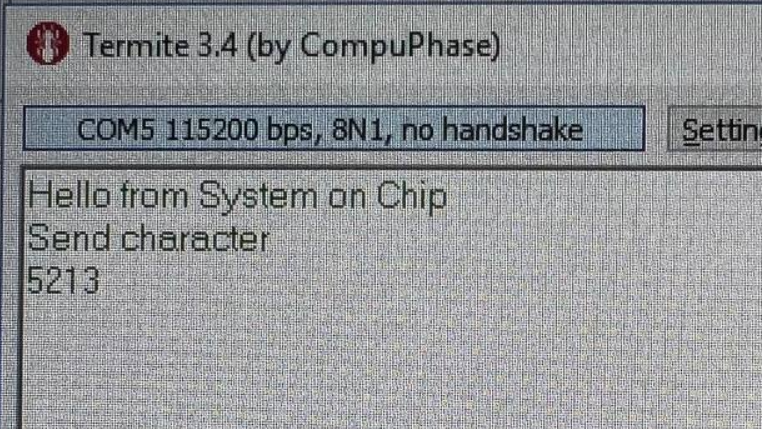 Termite 3.4 (by CompuPhase)
COM5 115200 bps, 8N1, no handshake
Settin
Hello from System on Chip
Send character
5213